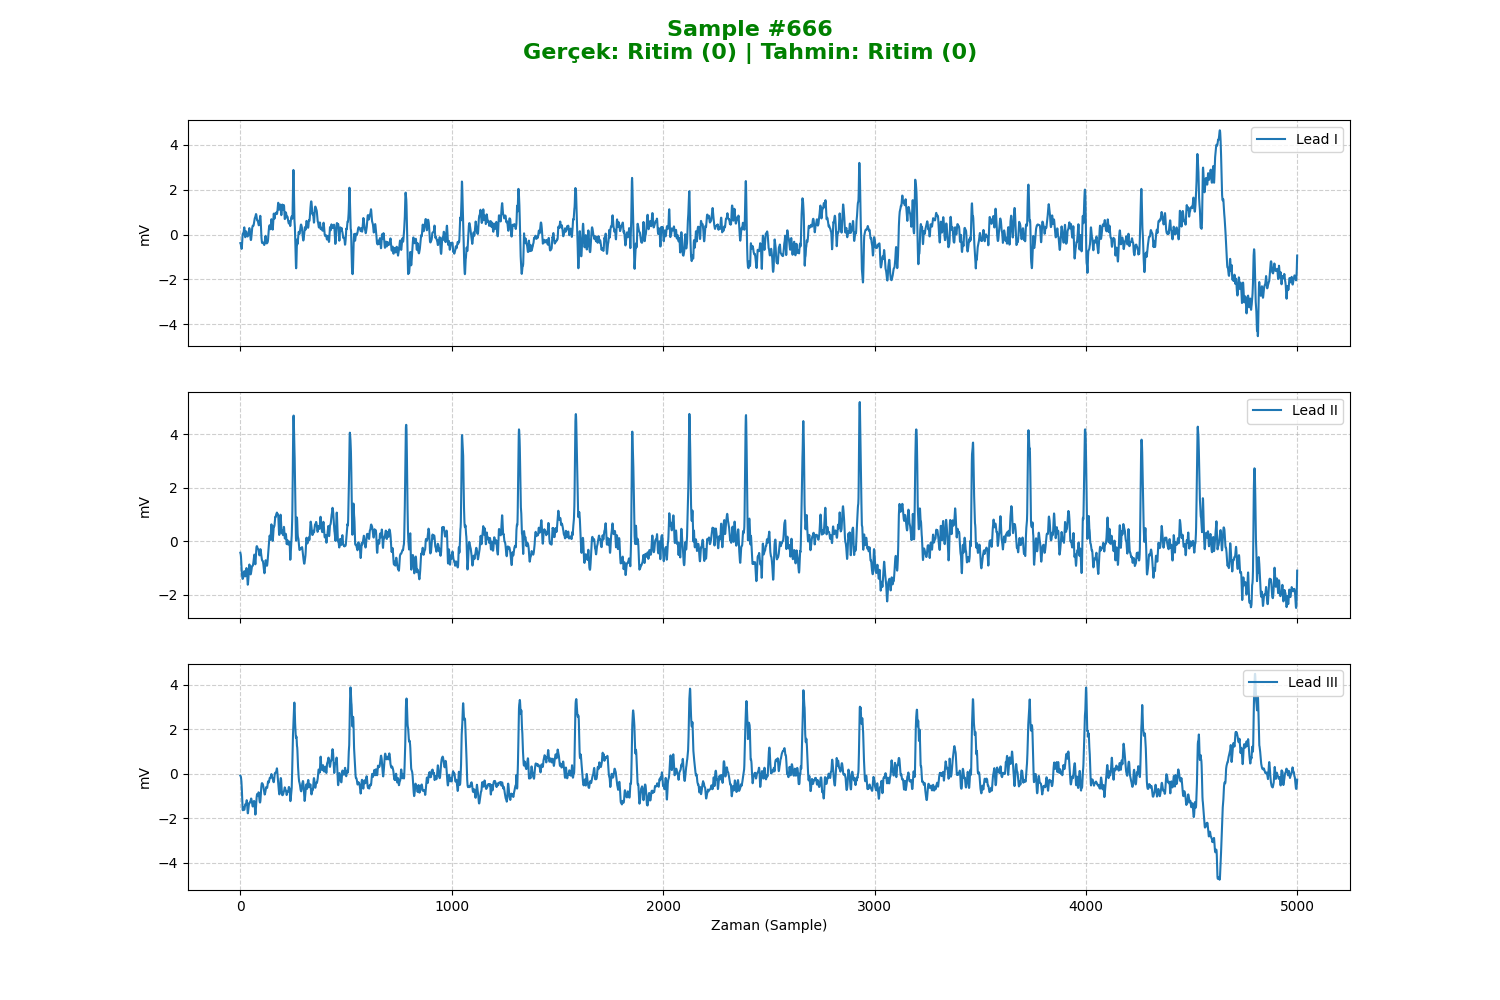 Sample #666
Gerçek: Ritim (0) | Tahmin: Ritim (0)
4
2
0
−2
−4
mV
Lead I
4
2
0
−2
mV
Lead II
4
2
0
−2
−4
mV
Lead III
0
1000
2000
3000
4000
5000
Zaman (Sample)